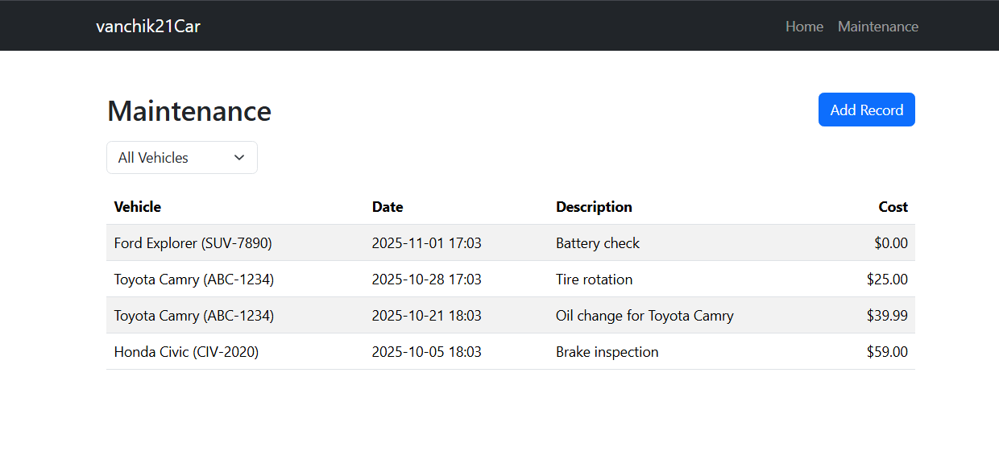 vanchik21Car Home Maintenance
Maintenance Add Record
All Vehicles
Vehicle Date Description Cost
Ford Explorer (SUV-7890) 2025-11-01 17:03 Battery check $0.00
Toyota Camry (ABC-1234) 2025-10-28 17:03 Tire rotation $25.00
Toyota Camry (ABC-1234) 2025-10-21 18:03 Oil change for Toyota Camry $39.99
Honda Civic (CIV-2020) 2025-10-05 18:03 Brake inspection $59.00